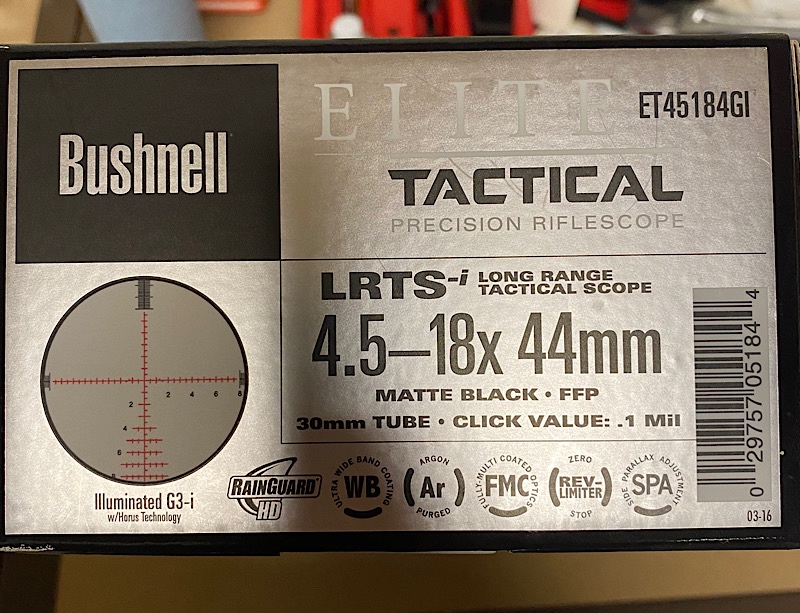 Bushnell
ELITE
ET45184GI
TACTICAL
PRECISION RIFLESCOPE
LRTS-i LONG RANGE TACTICAL SCOPE
4.5–18x 44mm
MATTE BLACK • FFP
30mm TUBE • CLICK VALUE: .1 Mil
2 4 6 8
2
4
6
8
Illuminated G3-i
w/Horus Technology
RAINGUARD HD
ULTRA WIDE BAND COATING WB
ARGON (Ar) PURGED
FULLY-MULTI COATED OPTICS FMC
ZERO (REV-LIMITER) STOP
SIDE PARALLAX ADJUSTMENT SPA
0 29757 05184 4
03-16